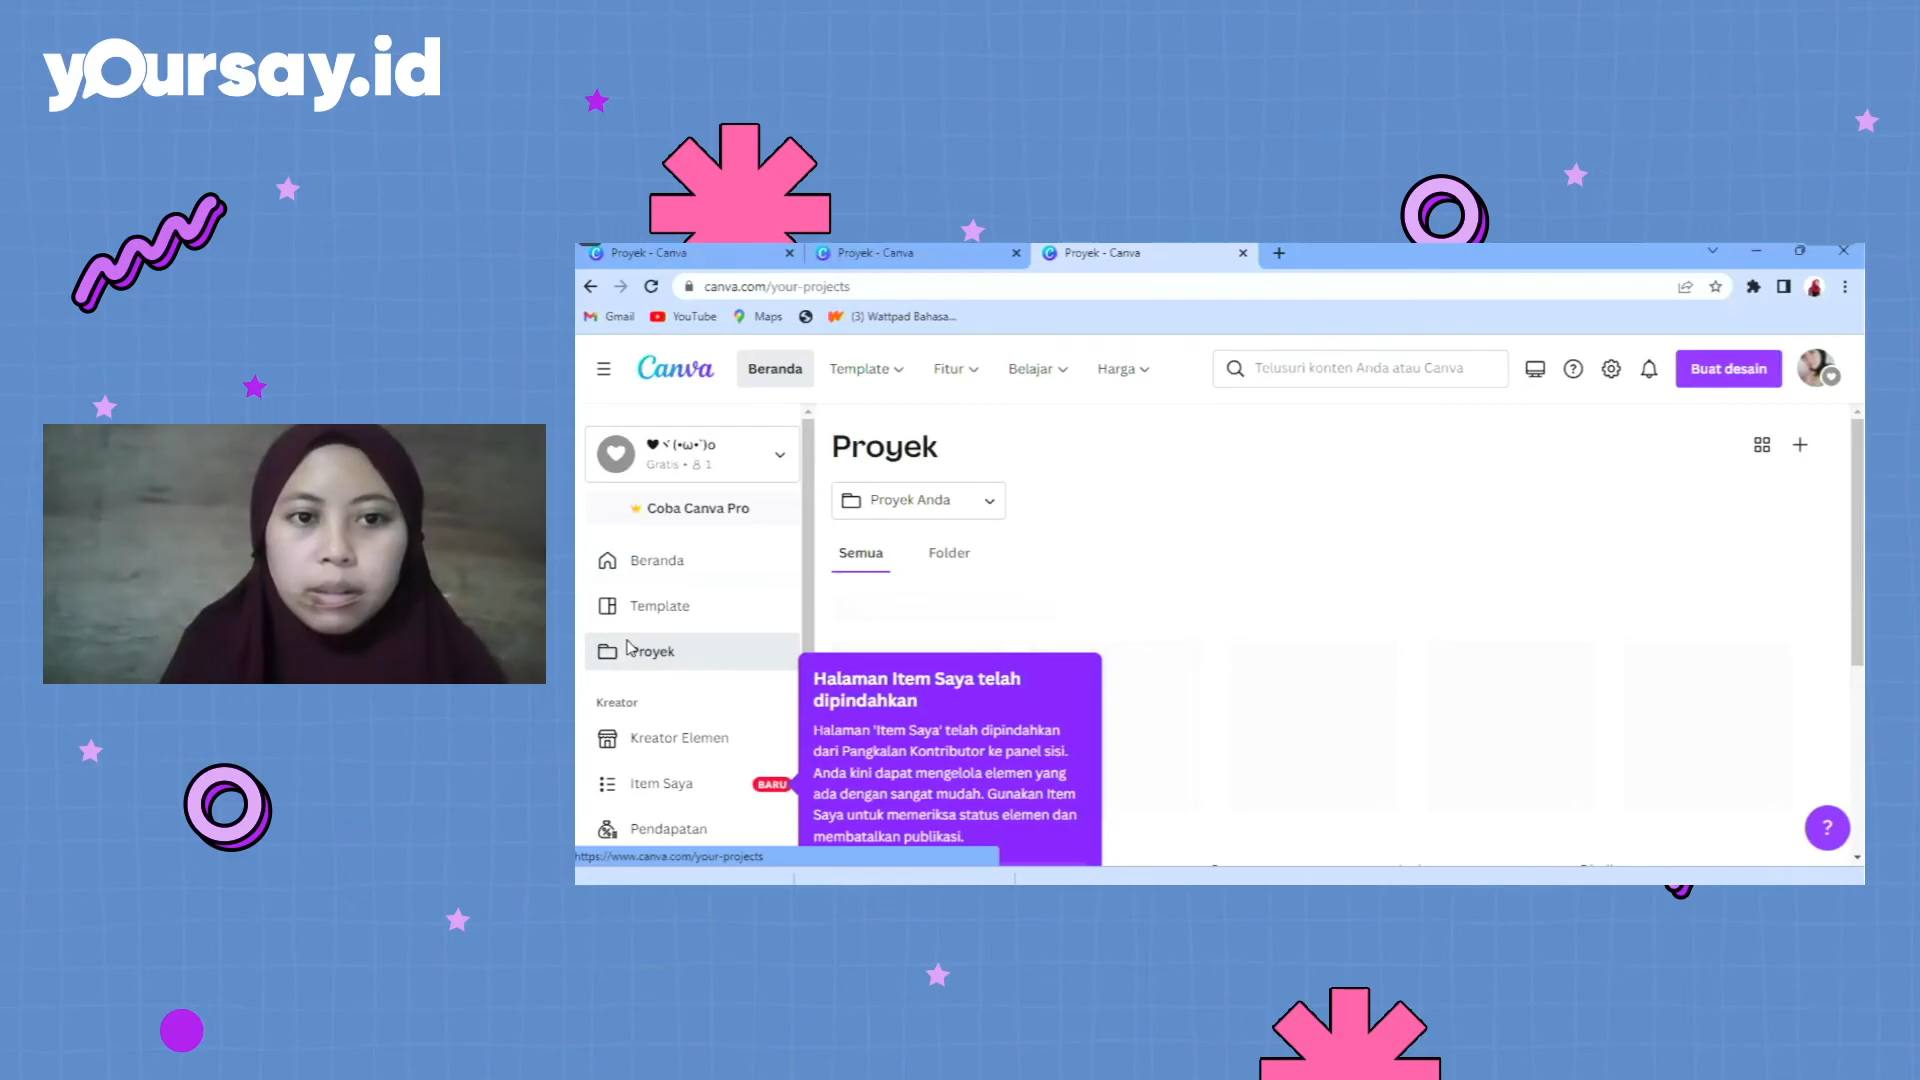 yoursay.id
Proyek - Canva
Proyek - Canva
Proyek - Canva
canva.com/your-projects
Gmail
YouTube
Maps
(3) Wattpad Bahasa...
Canva
Beranda
Template
Fitur
Belajar
Harga
Telusuri konten Anda atau Canva
Buat desain
Gratis • 1
Coba Canva Pro
Beranda
Template
Proyek
Kreator
Kreator Elemen
Item Saya
BARU
Pendapatan
Proyek
Proyek Anda
Semua
Folder
Halaman Item Saya telah
dipindahkan
Halaman 'Item Saya' telah dipindahkan
dari Pangkalan Kontributor ke panel sisi.
Anda kini dapat mengelola elemen yang
ada dengan sangat mudah. Gunakan Item
Saya untuk memeriksa status elemen dan
membatalkan publikasi.
?
https://www.canva.com/your-projects